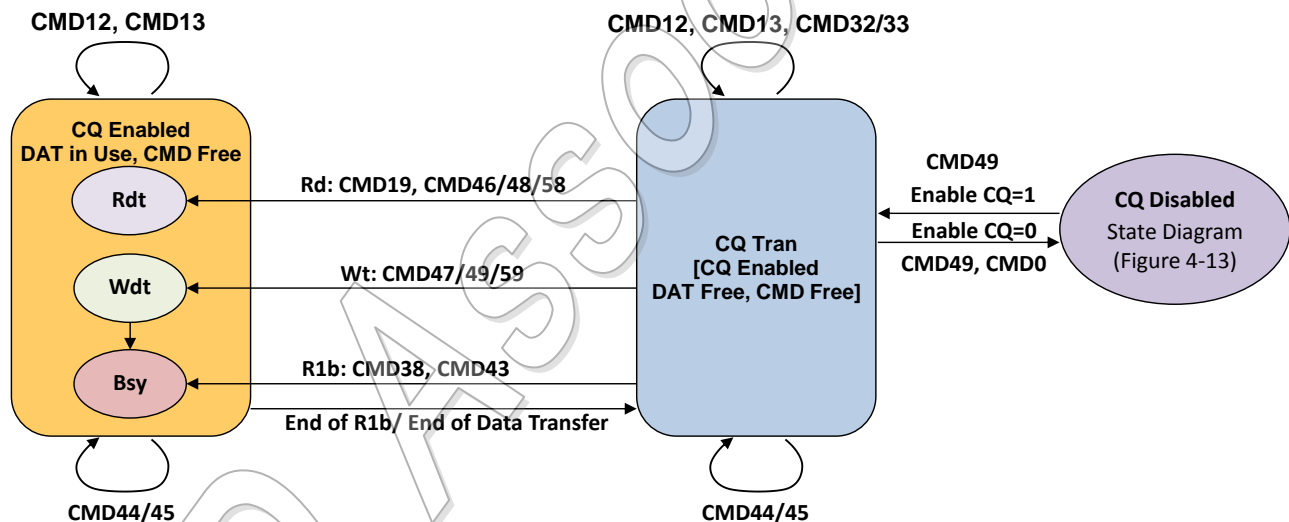 CMD12, CMD13
CMD12, CMD13, CMD32/33
CQ Enabled
DAT in Use, CMD Free
Rdt
Wdt
Bsy
Rd: CMD19, CMD46/48/58
Wt: CMD47/49/59
R1b: CMD38, CMD43
End of R1b/ End of Data Transfer
CQ Tran
[CQ Enabled
DAT Free, CMD Free]
CMD49
Enable CQ=1
Enable CQ=0
CMD49, CMD0
CQ Disabled
State Diagram
(Figure 4-13)
CMD44/45
CMD44/45
D Assoc